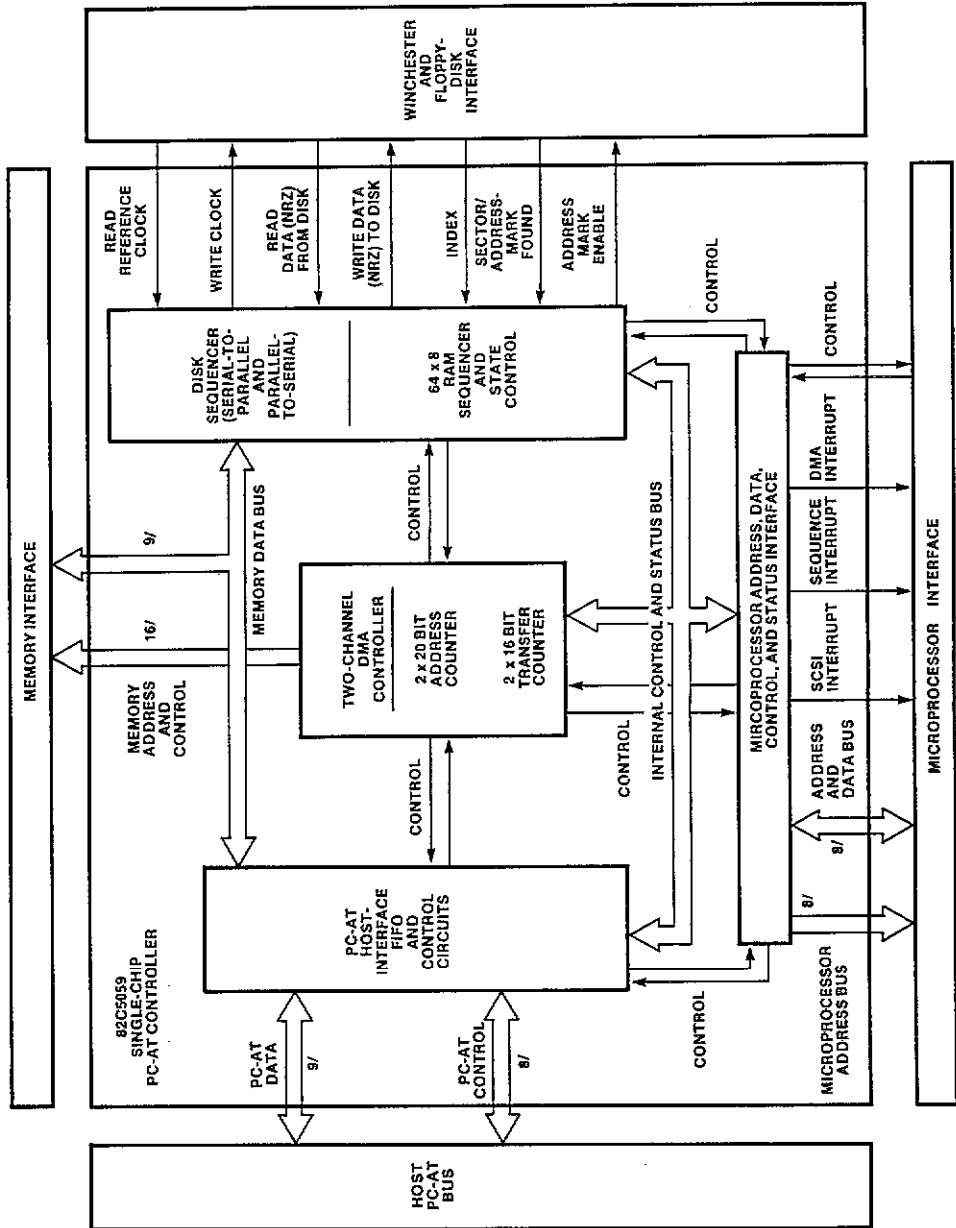 MEMORY INTERFACE
82C5059
SINGLE-CHIP
PC-AT CONTROLLER
MEMORY
ADDRESS
AND
CONTROL
16/
9/
MEMORY DATA BUS
HOST
PC-AT
BUS
PC-AT
DATA
9/
PC-AT
CONTROL
8/
PC-AT
HOST-
INTERFACE
FIFO
AND
CONTROL
CIRCUITS
CONTROL
TWO-CHANNEL
DMA
CONTROLLER
2 x 20 BIT
ADDRESS
COUNTER
2 x 16 BIT
TRANSFER
COUNTER
CONTROL
DISK
SEQUENCER
(SERIAL-TO-
PARALLEL
AND
PARALLEL-
TO-SERIAL)
64 x 8
RAM
SEQUENCER
AND
STATE
CONTROL
READ
REFERENCE
CLOCK
WRITE CLOCK
READ
DATA (NRZ)
FROM DISK
WRITE DATA
(NRZ) TO DISK
INDEX
SECTOR/
ADDRESS-
MARK
FOUND
ADDRESS
MARK
ENABLE
WINCHESTER
AND
FLOPPY-
DISK
INTERFACE
CONTROL
CONTROL
CONTROL
INTERNAL CONTROL AND STATUS BUS
MIRCOPROCESSOR ADDRESS, DATA,
CONTROL, AND STATUS INTERFACE
MICROPROCESSOR
ADDRESS BUS
8/
ADDRESS
AND
DATA BUS
8/
SCSI
INTERRUPT
SEQUENCE
INTERRUPT
DMA
INTERRUPT
CONTROL
MICROPROCESSOR INTERFACE